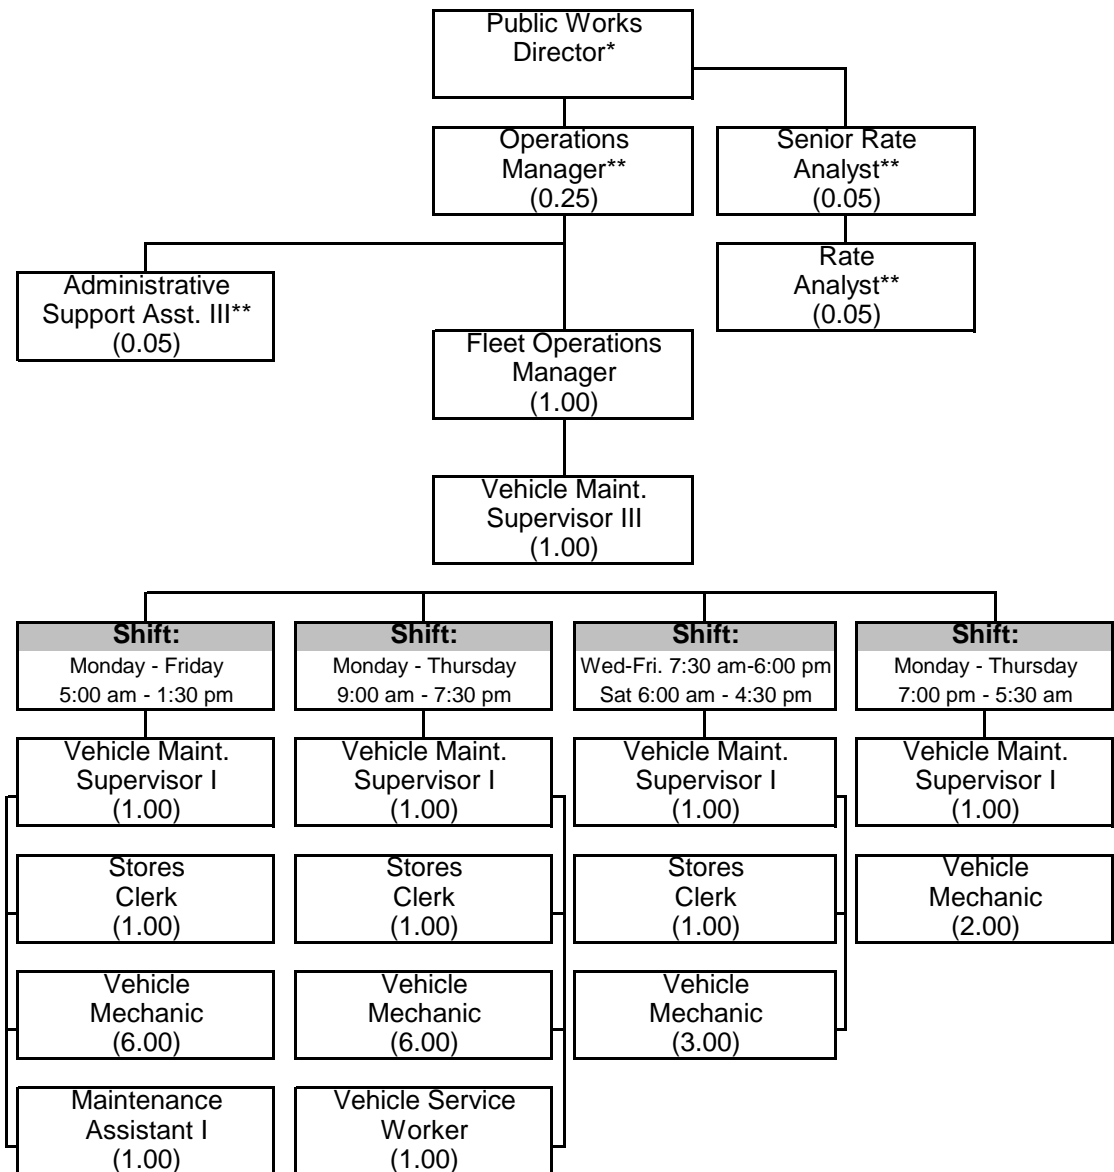 Public Works
Director*
Operations
Manager**
(0.25)
Senior Rate
Analyst**
(0.05)
Rate
Analyst**
(0.05)
Administrative
Support Asst. III**
(0.05)
Fleet Operations
Manager
(1.00)
Vehicle Maint.
Supervisor III
(1.00)
Shift:
Monday - Friday
5:00 am - 1:30 pm
Vehicle Maint.
Supervisor I
(1.00)
Stores
Clerk
(1.00)
Vehicle
Mechanic
(6.00)
Maintenance
Assistant I
(1.00)
Shift:
Monday - Thursday
9:00 am - 7:30 pm
Vehicle Maint.
Supervisor I
(1.00)
Stores
Clerk
(1.00)
Vehicle
Mechanic
(6.00)
Vehicle Service
Worker
(1.00)
Shift:
Wed-Fri. 7:30 am-6:00 pm
Sat 6:00 am - 4:30 pm
Vehicle Maint.
Supervisor I
(1.00)
Stores
Clerk
(1.00)
Vehicle
Mechanic
(3.00)
Shift:
Monday - Thursday
7:00 pm - 5:30 am
Vehicle Maint.
Supervisor I
(1.00)
Vehicle
Mechanic
(2.00)